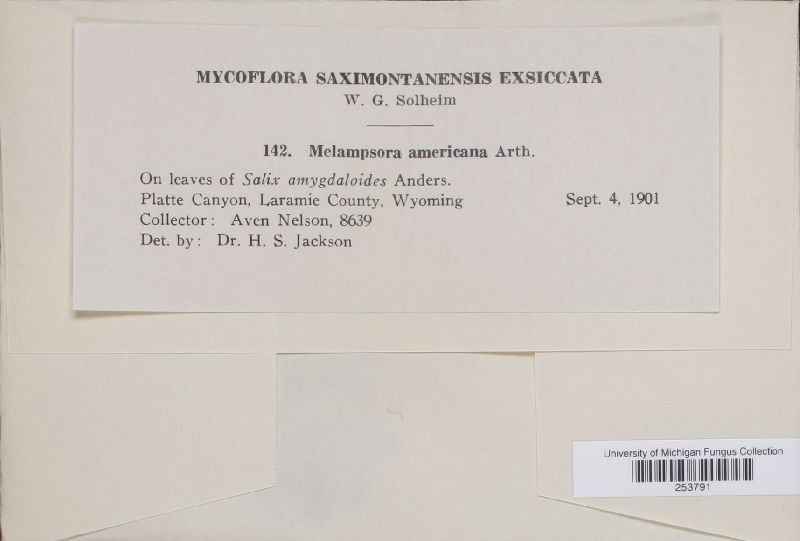 MYCOFLORA SAXIMONTANENSIS EXSICCATA
W. G. Solheim
142. Melampsora americana Arth.
On leaves of Salix amygdaloides Anders.
Platte Canyon, Laramie County, Wyoming Sept. 4, 1901
Collector: Aven Nelson, 8639
Det. by: Dr. H. S. Jackson
University of Michigan Fungus Collection
253791